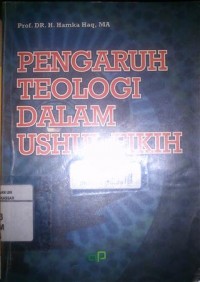 Prof. DR. H. Hamka Haq, MA
PENGARUH
TEOLOGI
DALAM
USHUL FIKIH